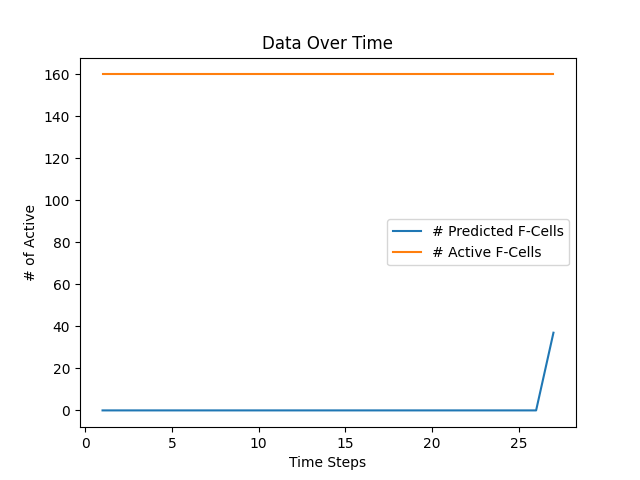 Data Over Time
160
140
120
100
80
60
40
20
0
# of Active
# Predicted F-Cells
# Active F-Cells
0 5 10 15 20 25
Time Steps